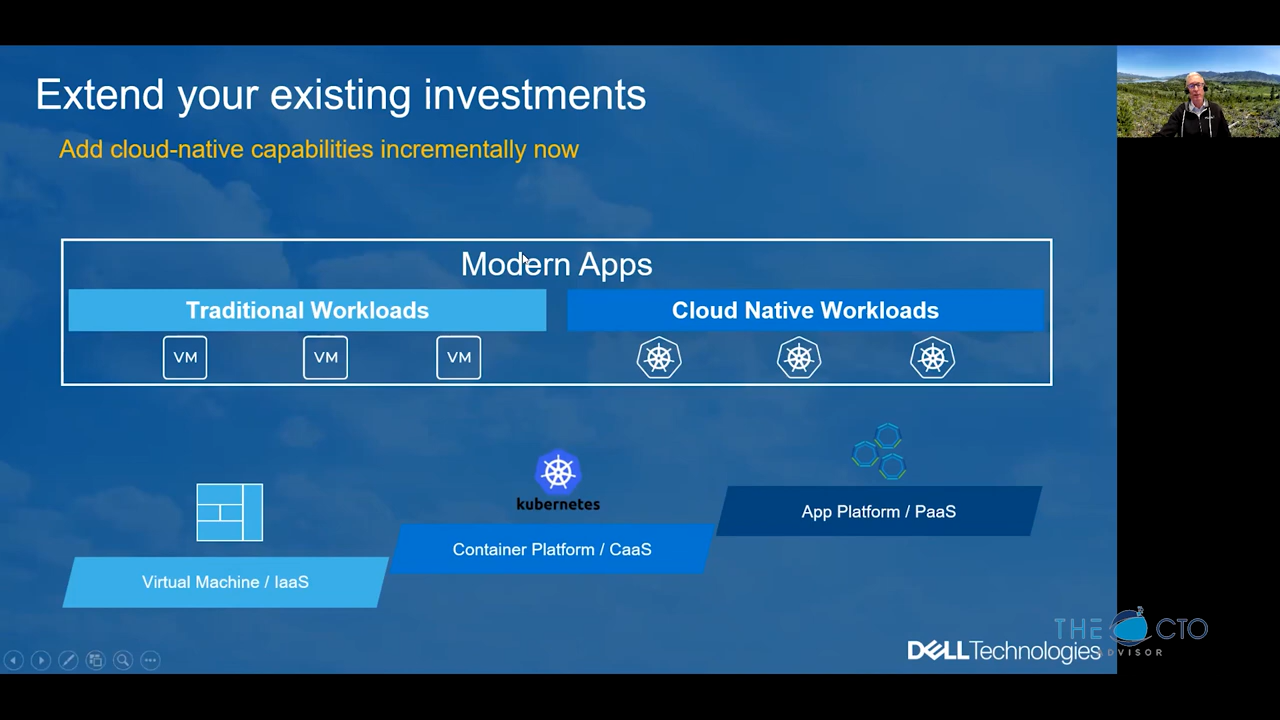 Extend your existing investments
Add cloud-native capabilities incrementally now
Modern Apps
Traditional Workloads
Cloud Native Workloads
VM
VM
VM
kubernetes
App Platform / PaaS
Container Platform / CaaS
Virtual Machine / IaaS
DELL Technologies
THE CTO
ADVISOR